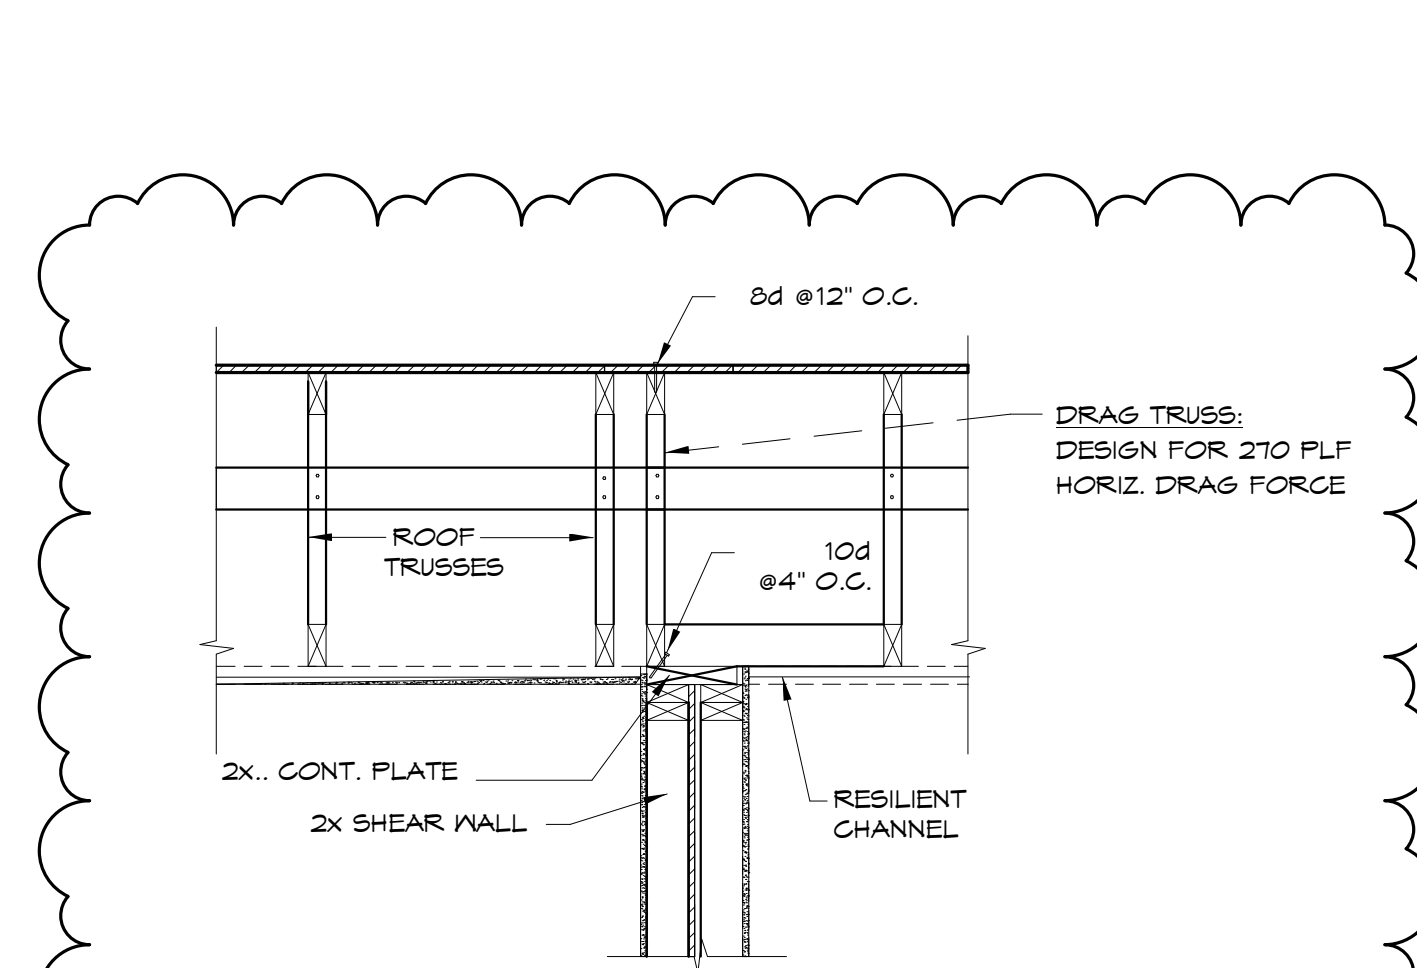 8d @12" O.C.
DRAG TRUSS:
DESIGN FOR 270 PLF
HORIZ. DRAG FORCE
ROOF
TRUSSES
10d
@4" O.C.
2x.. CONT. PLATE
2x SHEAR WALL
RESILIENT
CHANNEL